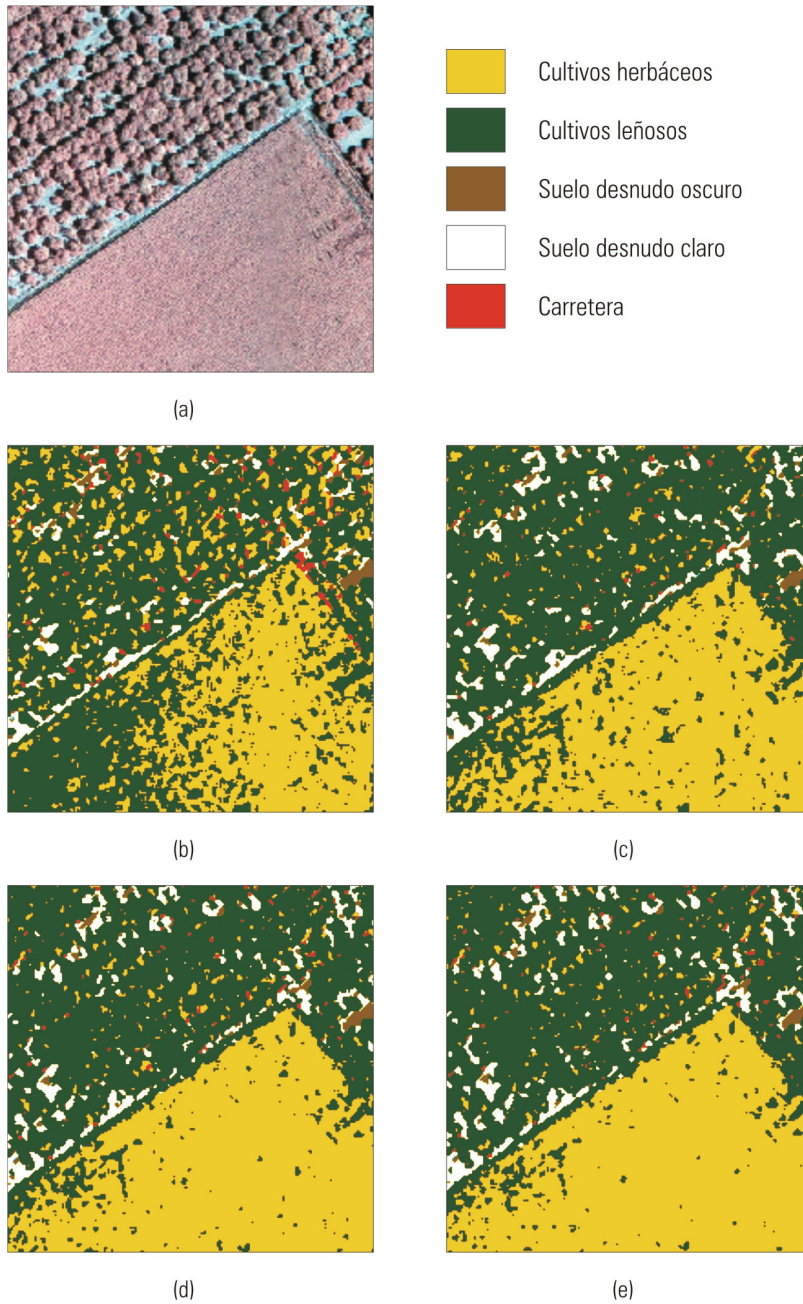 Cultivos herbáceos
Cultivos leñosos
Suelo desnudo oscuro
Suelo desnudo claro
Carretera
(a)
(b)
(c)
(d)
(e)